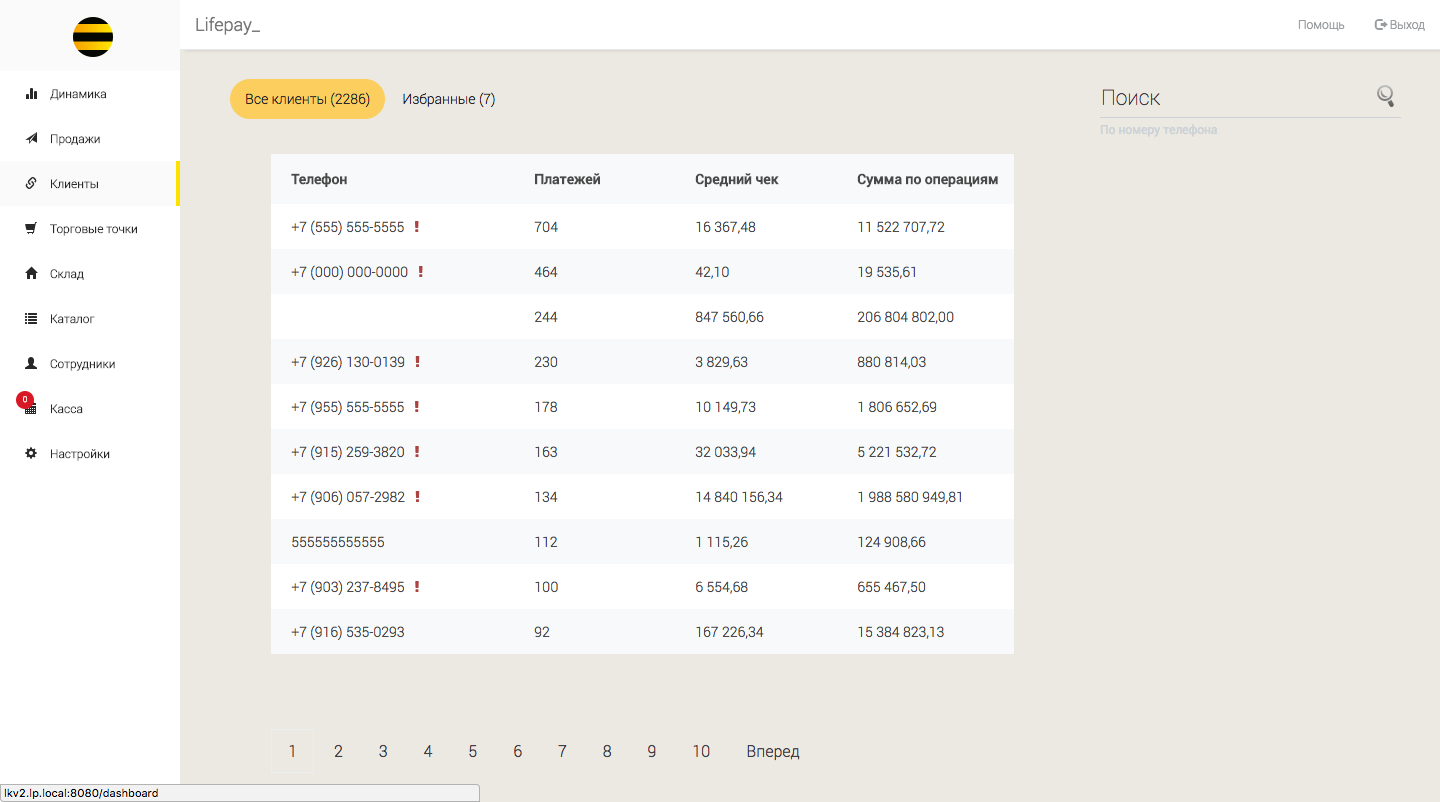 Lifepay_
Помощь
Выход
Динамика
Продажи
Клиенты
Торговые точки
Склад
Каталог
Сотрудники
0
Касса
Настройки
Все клиенты (2286) Избранные (7)
Поиск
По номеру телефона
Телефон Платежей Средний чек Сумма по операциям
+7 (555) 555-5555 ! 704 16 367,48 11 522 707,72
+7 (000) 000-0000 ! 464 42,10 19 535,61
244 847 560,66 206 804 802,00
+7 (926) 130-0139 ! 230 3 829,63 880 814,03
+7 (955) 555-5555 ! 178 10 149,73 1 806 652,69
+7 (915) 259-3820 ! 163 32 033,94 5 221 532,72
+7 (906) 057-2982 ! 134 14 840 156,34 1 988 580 949,81
555555555555 112 1 115,26 124 908,66
+7 (903) 237-8495 ! 100 6 554,68 655 467,50
+7 (916) 535-0293 92 167 226,34 15 384 823,13
1 2 3 4 5 6 7 8 9 10 Вперед
lkv2.lp.local:8080/dashboard